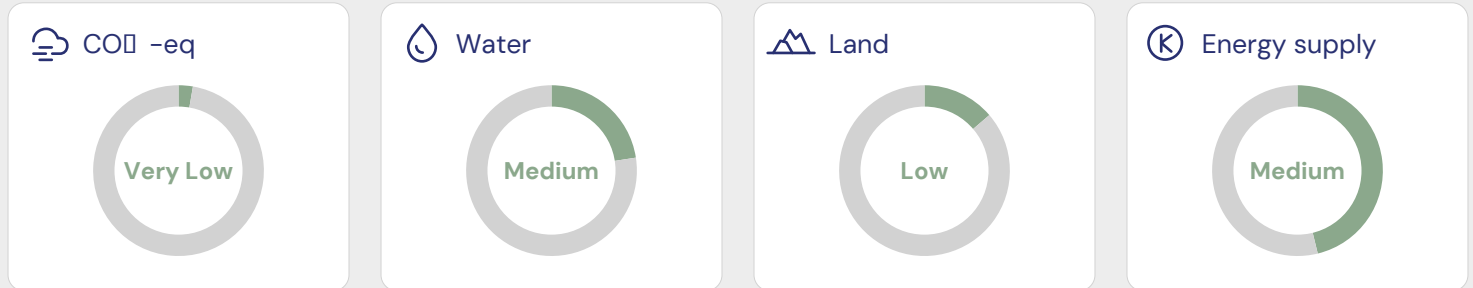 CO▯ -eq
Water
Land
Energy supply
Very Low
Medium
Low
Medium